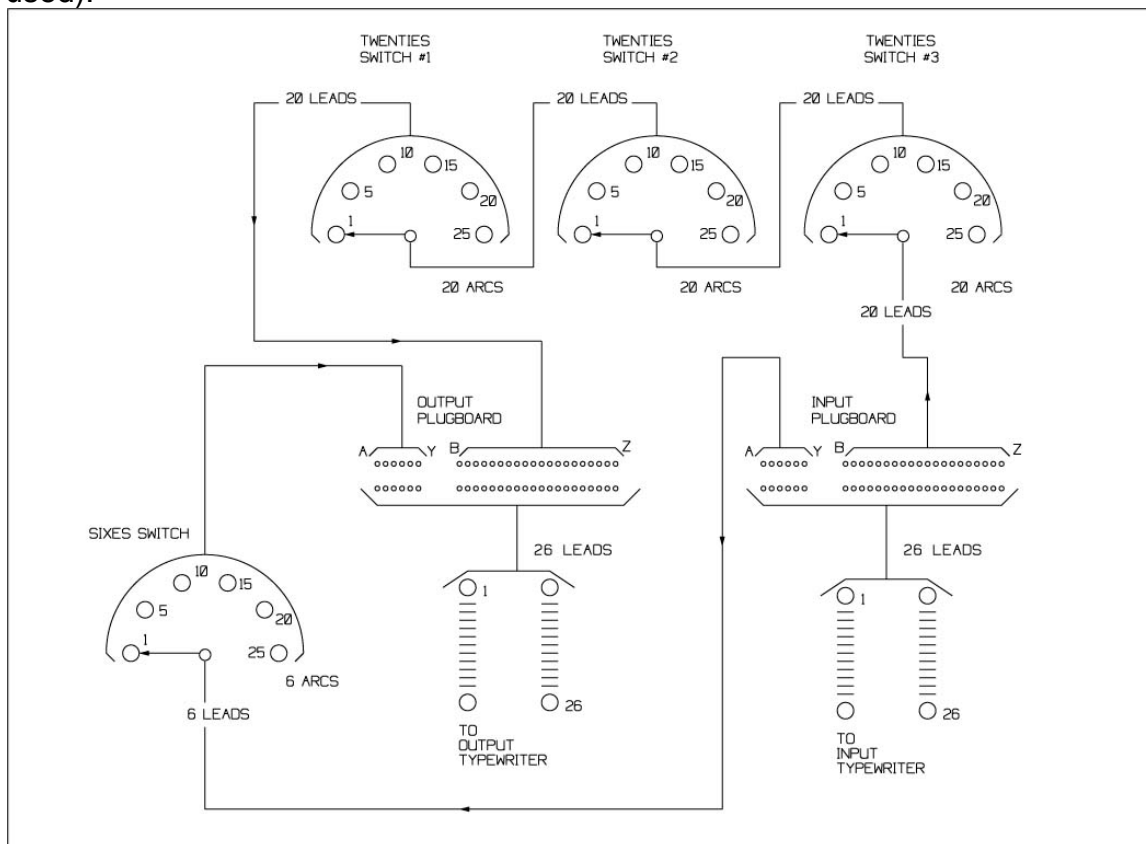 used).
TWENTIES
SWITCH #1
TWENTIES
SWITCH #2
TWENTIES
SWITCH #3
20 LEADS
20 LEADS
20 LEADS
1
5
10
15
20
25
1
5
10
15
20
25
1
5
10
15
20
25
20 ARCS
20 ARCS
20 ARCS
20 LEADS
OUTPUT
PLUGBOARD
INPUT
PLUGBOARD
A
Y
B
Z
A
Y
B
Z
SIXES SWITCH
1
5
10
15
20
25
6 ARCS
6 LEADS
26 LEADS
1
26
TO
OUTPUT
TYPEWRITER
26 LEADS
1
26
TO
INPUT
TYPEWRITER